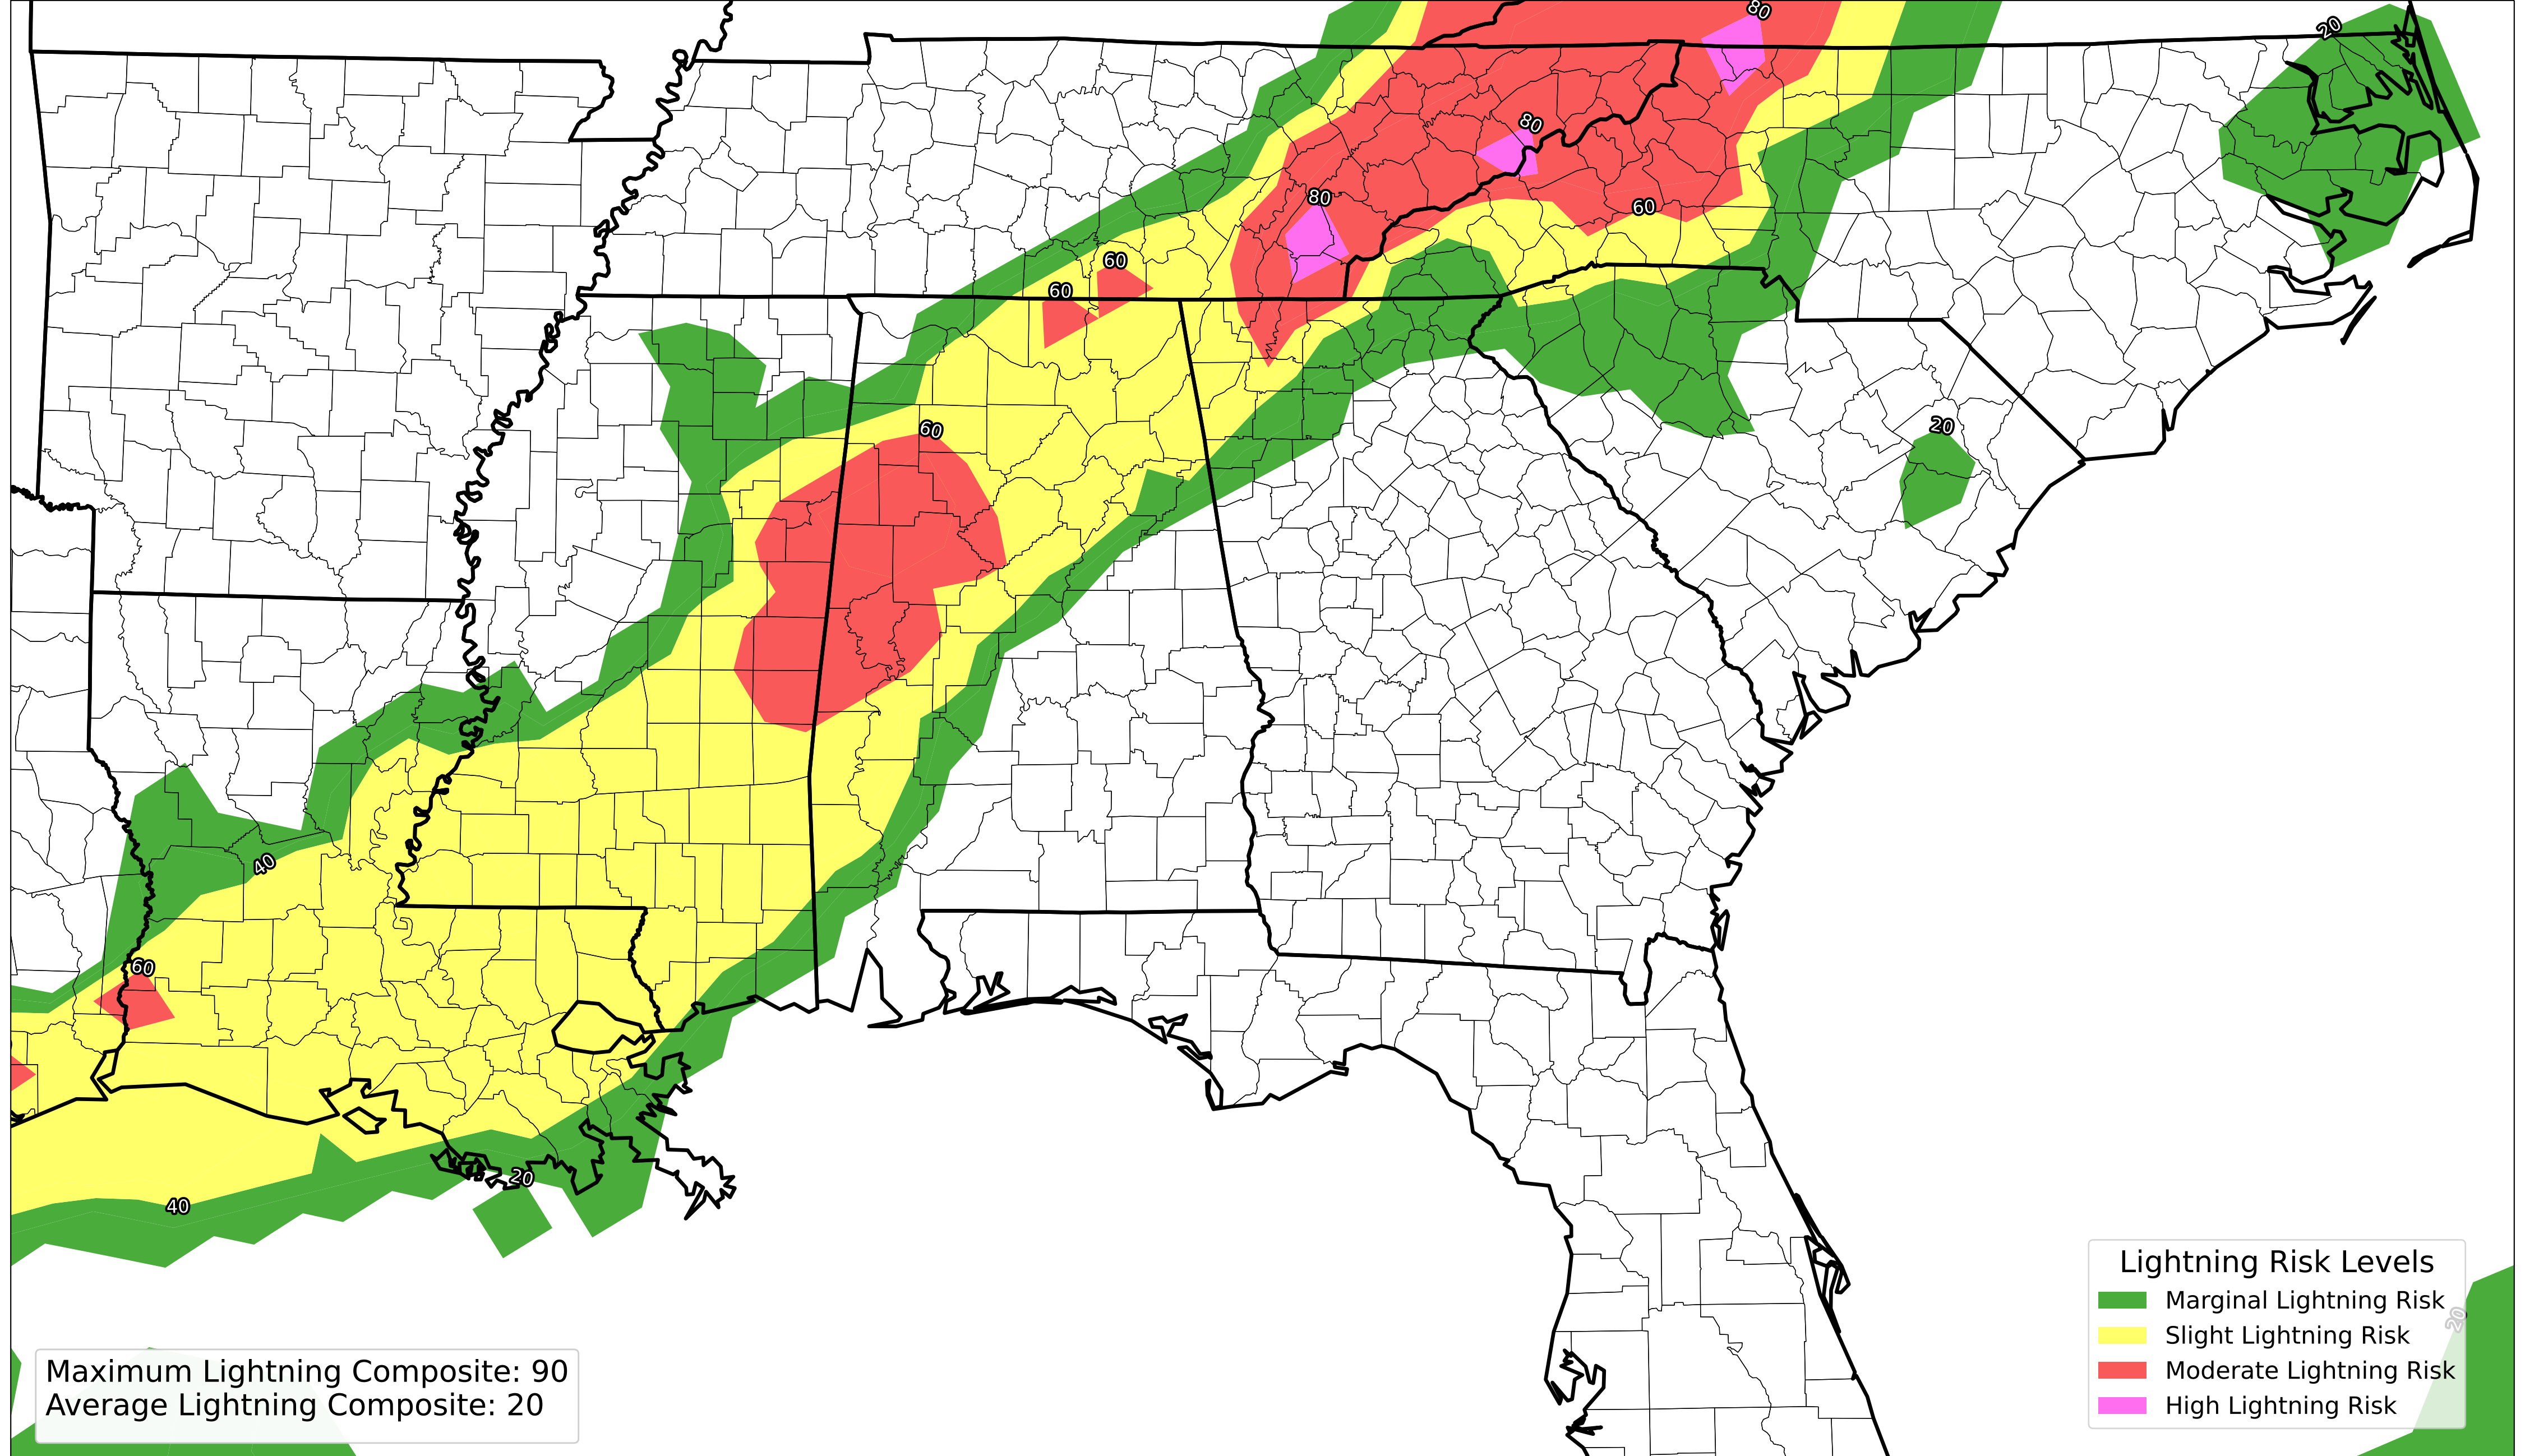 80
20
80
80
60
60
60
20
60
40
60
20
40
Lightning Risk Levels
Marginal Lightning Risk
Slight Lightning Risk
Moderate Lightning Risk
High Lightning Risk
20
Maximum Lightning Composite: 90
Average Lightning Composite: 20